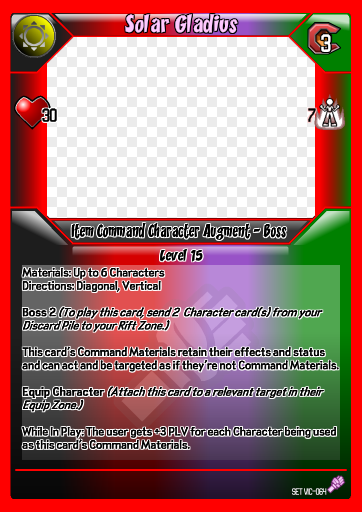 Solar Gladius
3
30
7
Item Command Character Augment - Boss
Level 15
Materials: Up to 6 Characters
Directions: Diagonal, Vertical
Boss 2 (To play this card, send 2 Character card(s) from your
Discard Pile to your Rift Zone.)
This card's Command Materials retain their effects and status
and can act and be targeted as if they're not Command Materials.
Equip Character (Attach this card to a relevant target in their
Equip Zone.)
While In Play: The user gets +3 PLV for each Character being used
as this card's Command Materials.
SET VIC-064